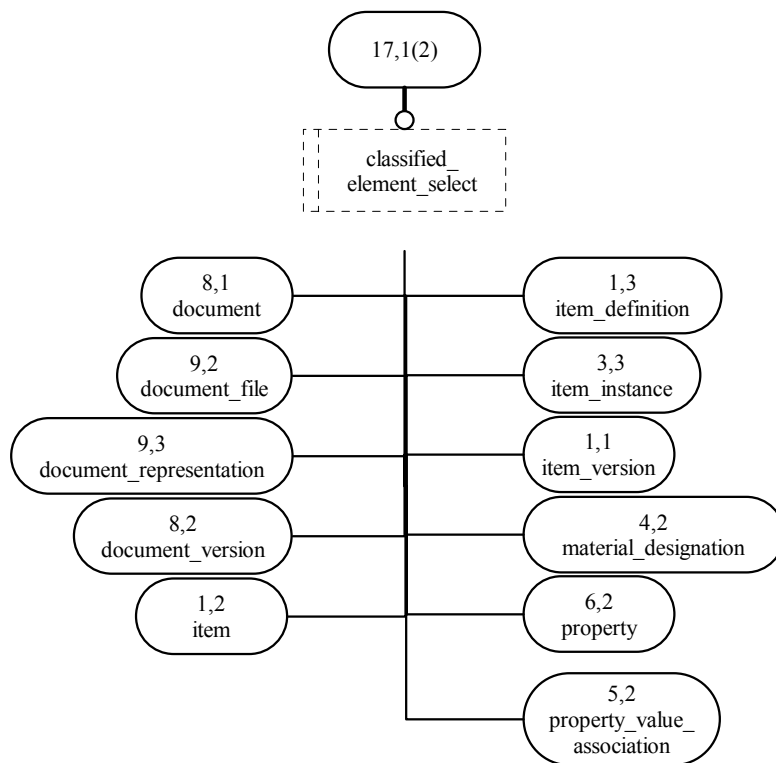 17,1(2)
classified_
element_select
8,1
document
1,3
item_definition
9,2
document_file
3,3
item_instance
9,3
document_representation
1,1
item_version
8,2
document_version
4,2
material_designation
1,2
item
6,2
property
5,2
property_value_
association